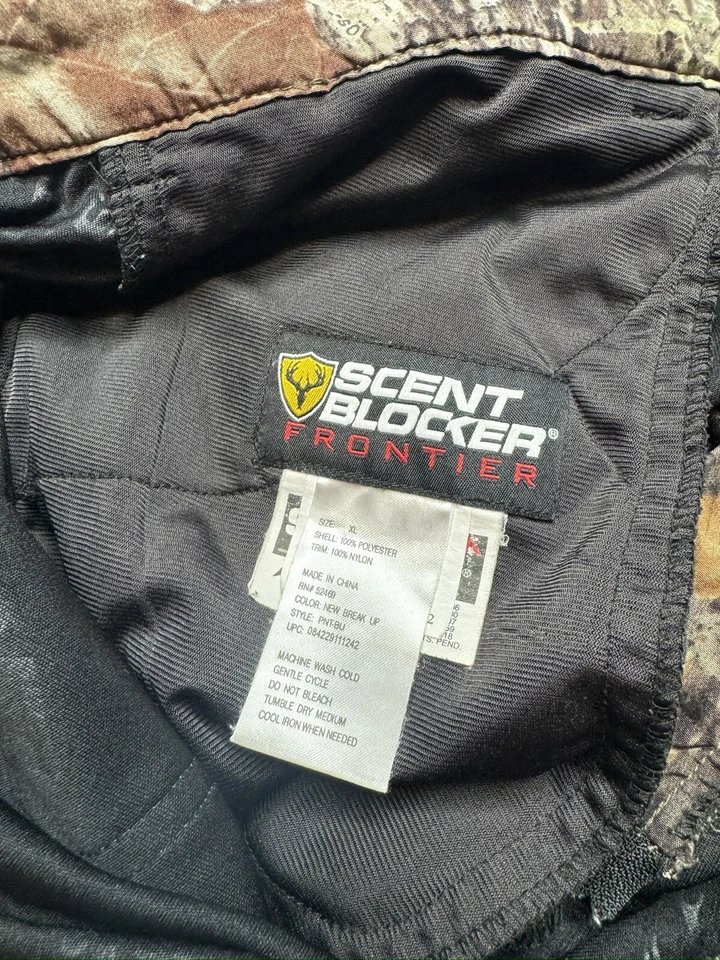 SCENT
BLOCKER®
FRONTIER
SIZE: XL
SHELL: 100% POLYESTER
TRIM: 100% NYLON
MADE IN CHINA
RN# 52469
COLOR: NEW BREAK UP
STYLE: PNT-BU
UPC: 084229111242
MACHINE WASH COLD
GENTLE CYCLE
DO NOT BLEACH
TUMBLE DRY MEDIUM
COOL IRON WHEN NEEDED
PEND.